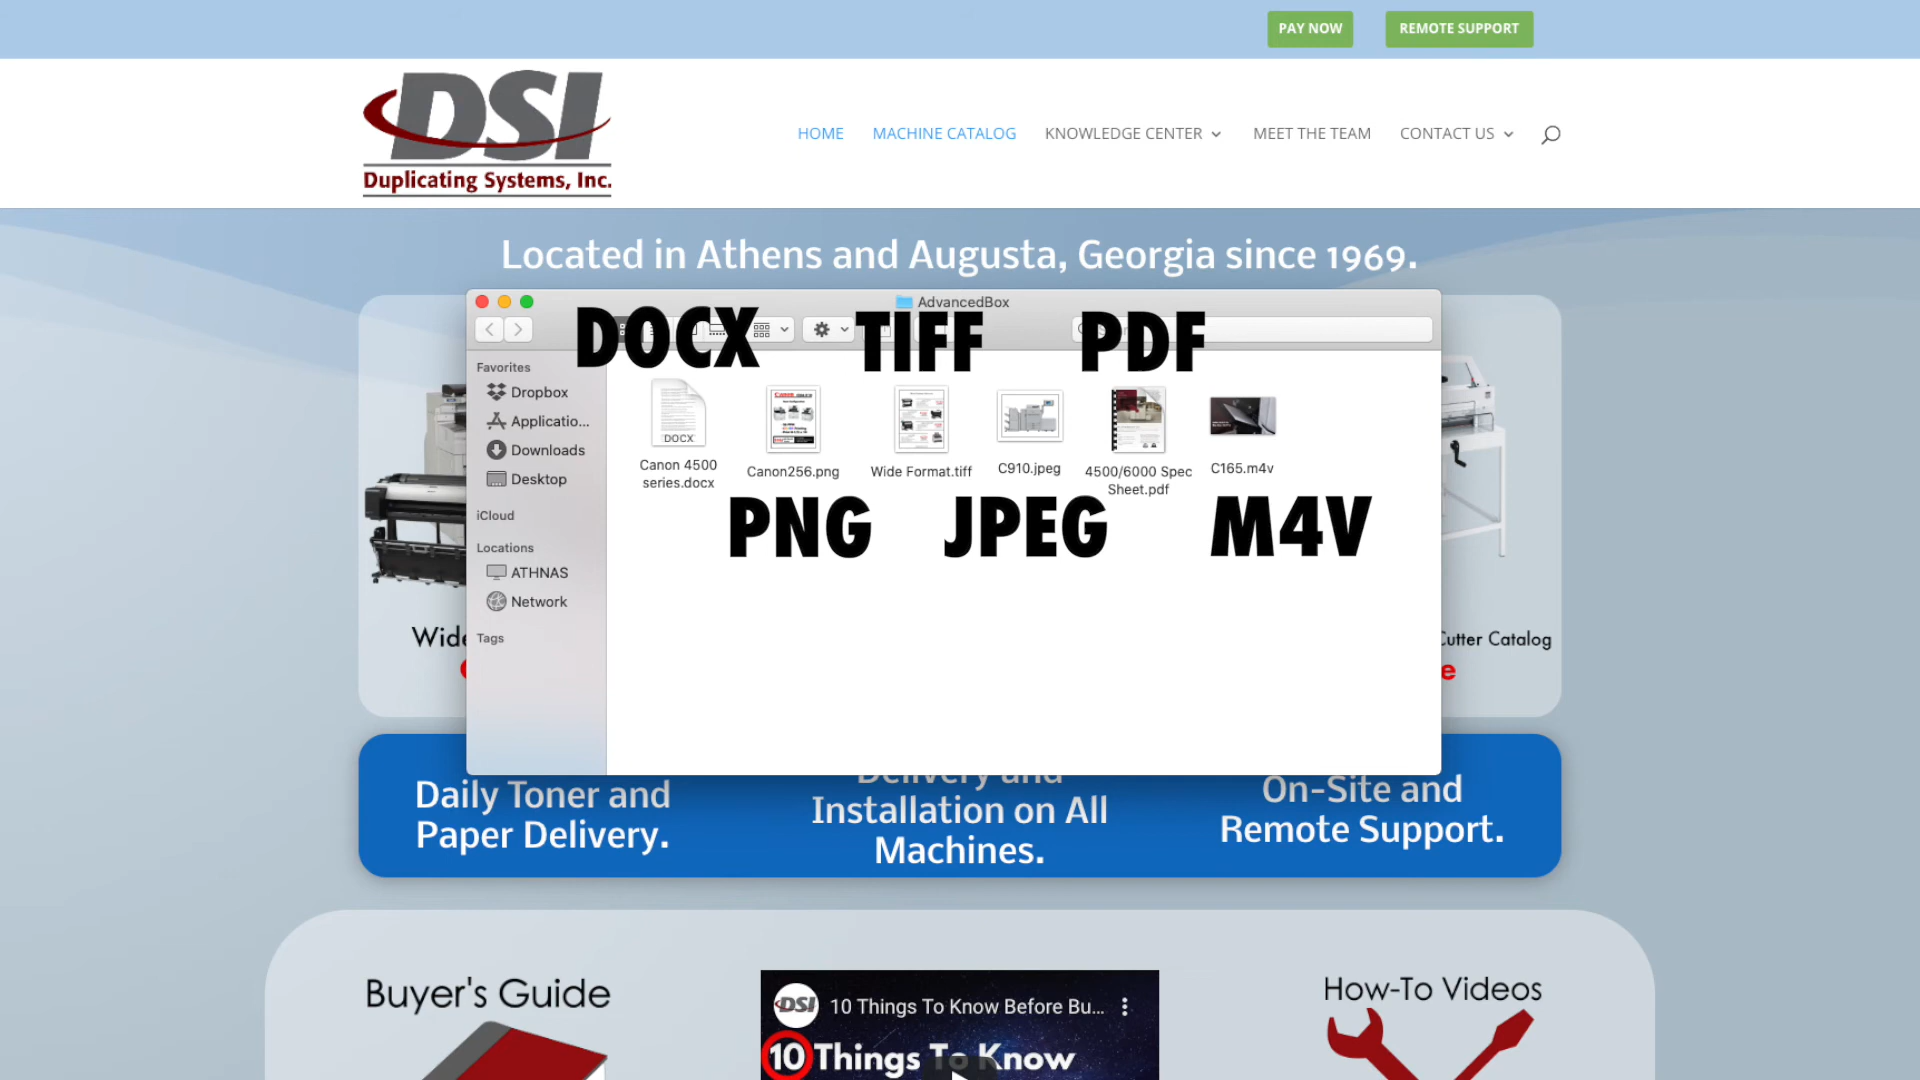 PAY NOW
REMOTE SUPPORT
DSI
Duplicating Systems, Inc.
HOME
MACHINE CATALOG
KNOWLEDGE CENTER
MEET THE TEAM
CONTACT US
Located in Athens and Augusta, Georgia since 1969.
AdvancedBox
DOCX
TIFF
PDF
Favorites
Dropbox
Applicatio...
Downloads
Desktop
iCloud
Locations
ATHNAS
Network
Tags
DOCX
Canon 4500
series.docx
Canon256.png
Wide Format.tiff
C910.jpeg
4500/6000 Spec
Sheet.pdf
C165.m4v
PNG
JPEG
M4V
Cutter Catalog
Daily Toner and
Paper Delivery.
Delivery and
Installation on All
Machines.
On-Site and
Remote Support.
Buyer's Guide
DSI
10 Things To Know Before Bu...
10 Things To Know
How-To Videos